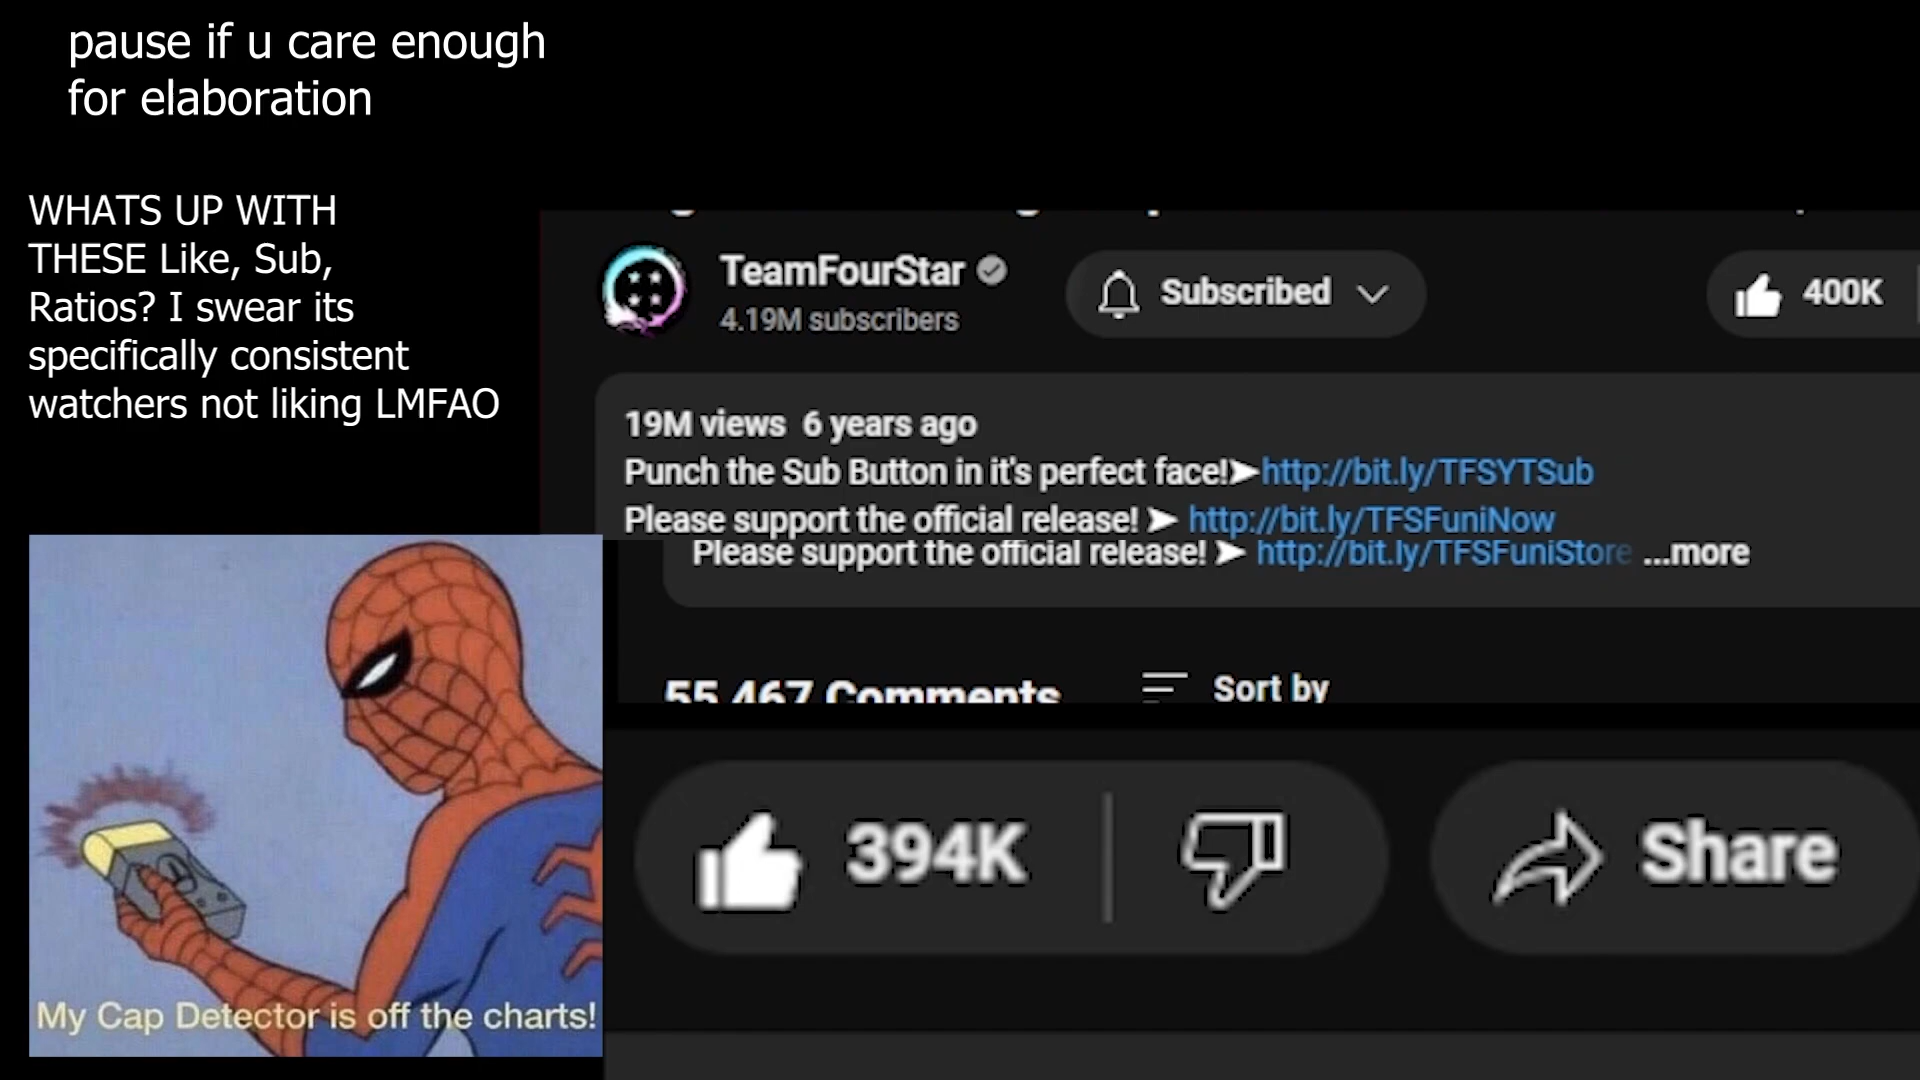 pause if u care enough
for elaboration
WHATS UP WITH
THESE Like, Sub,
Ratios? I swear its
specifically consistent
watchers not liking LMFAO
TeamFourStar
4.19M subscribers
Subscribed
400K
19M views 6 years ago
Punch the Sub Button in it's perfect face!➤http://bit.ly/TFSYTSub
Please support the official release! ➤ http://bit.ly/TFSFuniNow
Please support the official release! ➤ http://bit.ly/TFSFuniStore ...more
55,467 Comments
Sort by
394K
Share
My Cap Detector is off the charts!